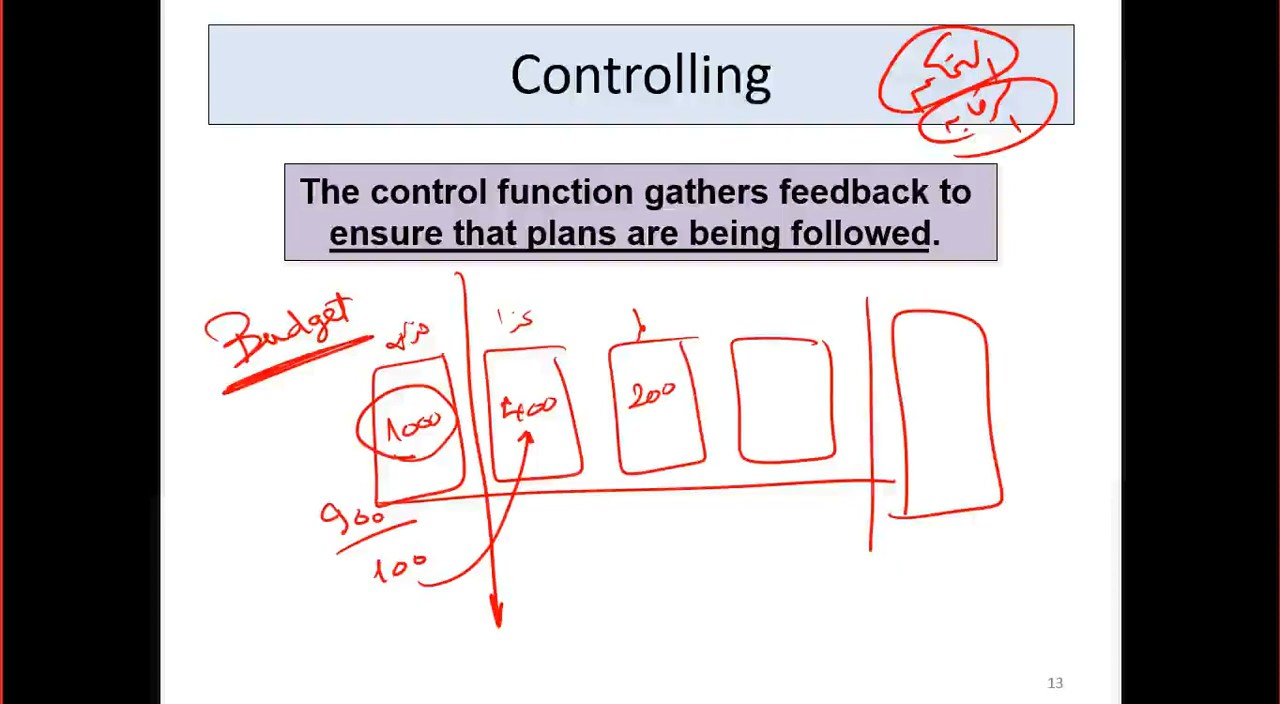 Controlling
The control function gathers feedback to
ensure that plans are being followed.
Budget
1000
400
200
900
100
13